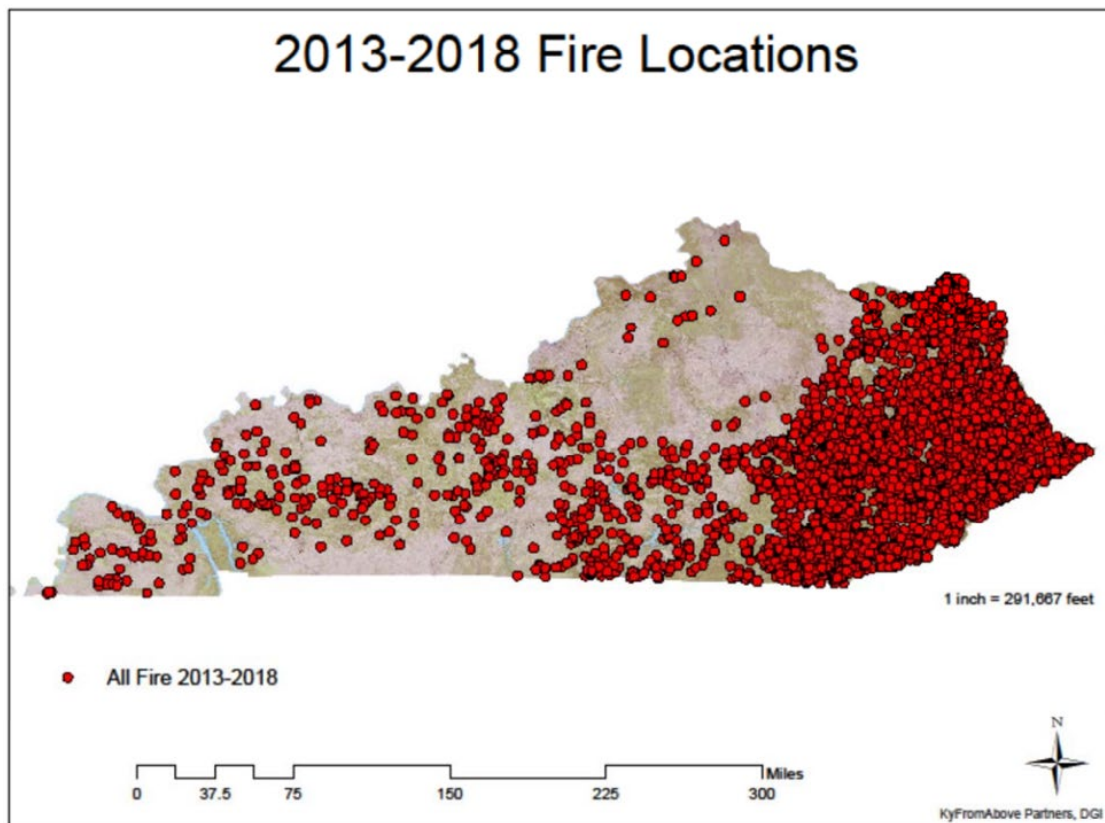 2013-2018 Fire Locations
1 inch = 291,667 feet
All Fire 2013-2018
N
Miles
0 37.5 75 150 225 300
KyFromAbove Partners, DGI